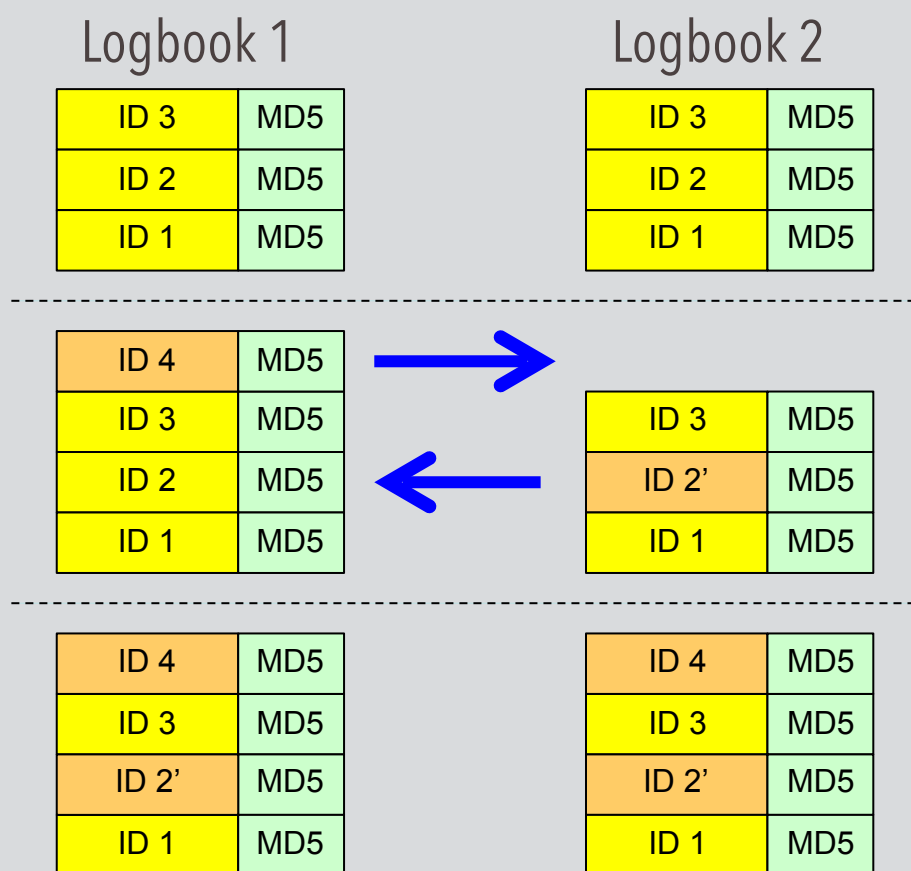 Logbook 1 Logbook 2
ID 3 MD5 ID 3 MD5
ID 2 MD5 ID 2 MD5
ID 1 MD5 ID 1 MD5
ID 4 MD5
ID 3 MD5 ID 3 MD5
ID 2 MD5 ID 2’ MD5
ID 1 MD5 ID 1 MD5
ID 4 MD5 ID 4 MD5
ID 3 MD5 ID 3 MD5
ID 2’ MD5 ID 2’ MD5
ID 1 MD5 ID 1 MD5